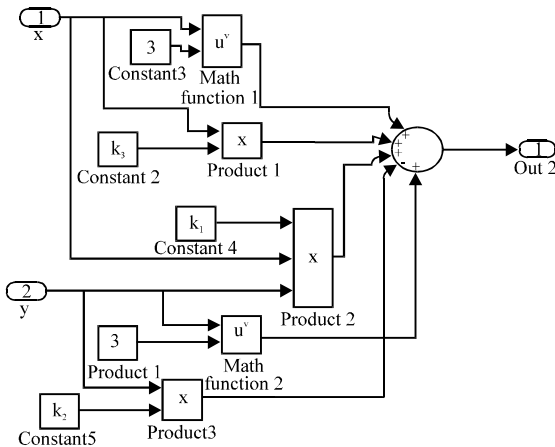 1
x
3
Constant3
u^v
Math
function 1
k₃
Constant 2
x
Product 1
+
+
+
-
+
1
Out 2
k₁
Constant 4
x
Product 2
2
y
3
Product 1
u^v
Math
function 2
k₂
Constant5
x
Product3